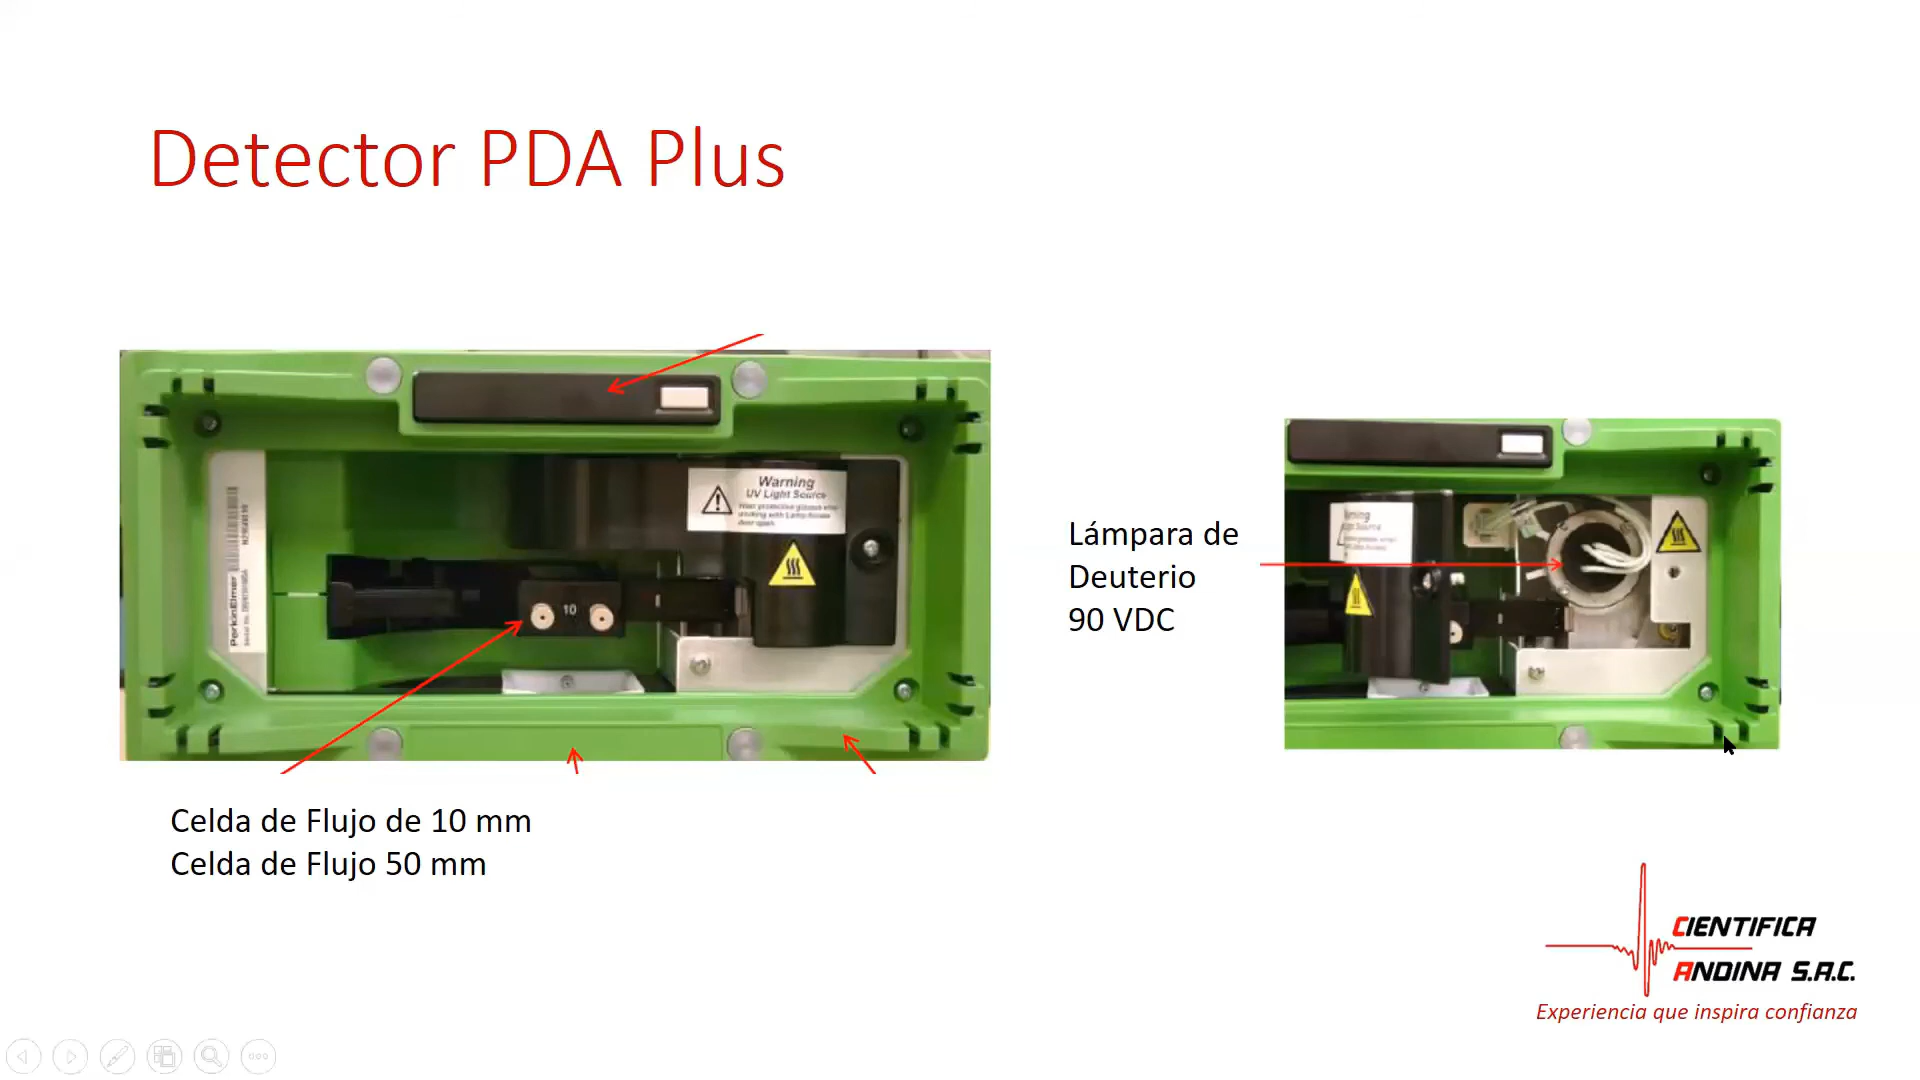 Detector PDA Plus
Warning
UV Light Source
PerkinElmer
10
Lámpara de
Deuterio
90 VDC
Celda de Flujo de 10 mm
Celda de Flujo 50 mm
CIENTIFICA
ANDINA S.A.C.
Experiencia que inspira confianza